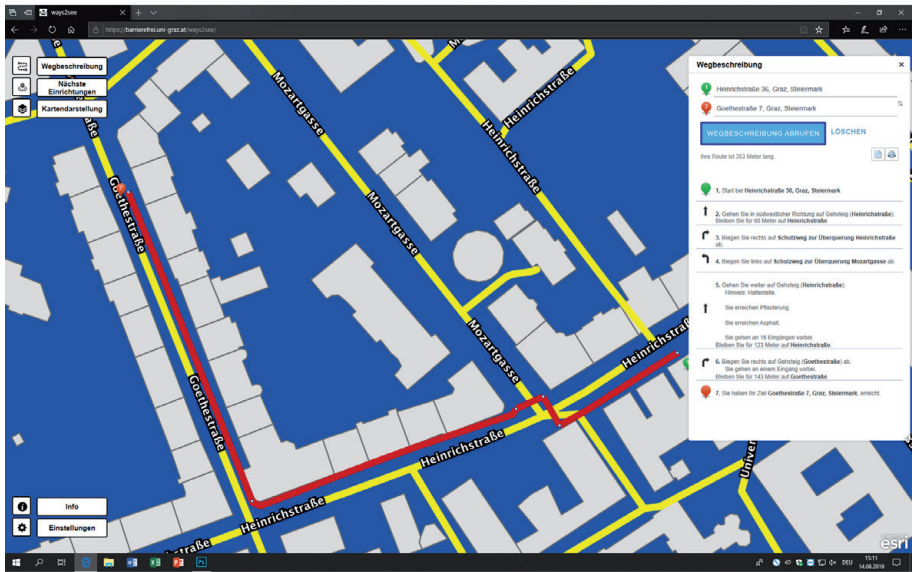 ways2see
https://barrierefrei.uni-graz.at/ways2see/
Wegbeschreibung
Nächste
Einrichtungen
Kartendarstellung
Goethestraße
Goethestraße
Goethestraße
Mozartgasse
Mozartgasse
Mozartgasse
Heinrichstraße
Heinrichstraße
Heinrichstraße
Heinrichstraße
Heinrichstraße
Wegbeschreibung
Heinrichstraße 36, Graz, Steiermark
Goethestraße 7, Graz, Steiermark
WEGBESCHREIBUNG ABRUFEN LÖSCHEN
Ihre Route ist 353 Meter lang.
1. Start bei Heinrichstraße 36, Graz, Steiermark
2. Gehen Sie in südwestlicher Richtung auf Gehsteig (Heinrichstraße).
Bleiben Sie für 60 Meter auf Heinrichstraße.
3. Biegen Sie rechts auf Schutzweg zur Überquerung Heinrichstraße
ab.
4. Biegen Sie links auf Schutzweg zur Überquerung Mozartgasse ab.
5. Gehen Sie weiter auf Gehsteig (Heinrichstraße).
Hinweis: Haltestelle.
Sie erreichen Pflasterung.
Sie erreichen Asphalt.
Sie gehen an 16 Eingängen vorbei.
Bleiben Sie für 123 Meter auf Heinrichstraße.
6. Biegen Sie rechts auf Gehsteig (Goethestraße) ab.
Sie gehen an einem Eingang vorbei.
Bleiben Sie für 143 Meter auf Goethestraße.
7. Sie haben Ihr Ziel Goethestraße 7, Graz, Steiermark, erreicht.
Univer
Info
Einstellungen
esri
DEU
15:11
14.08.2019